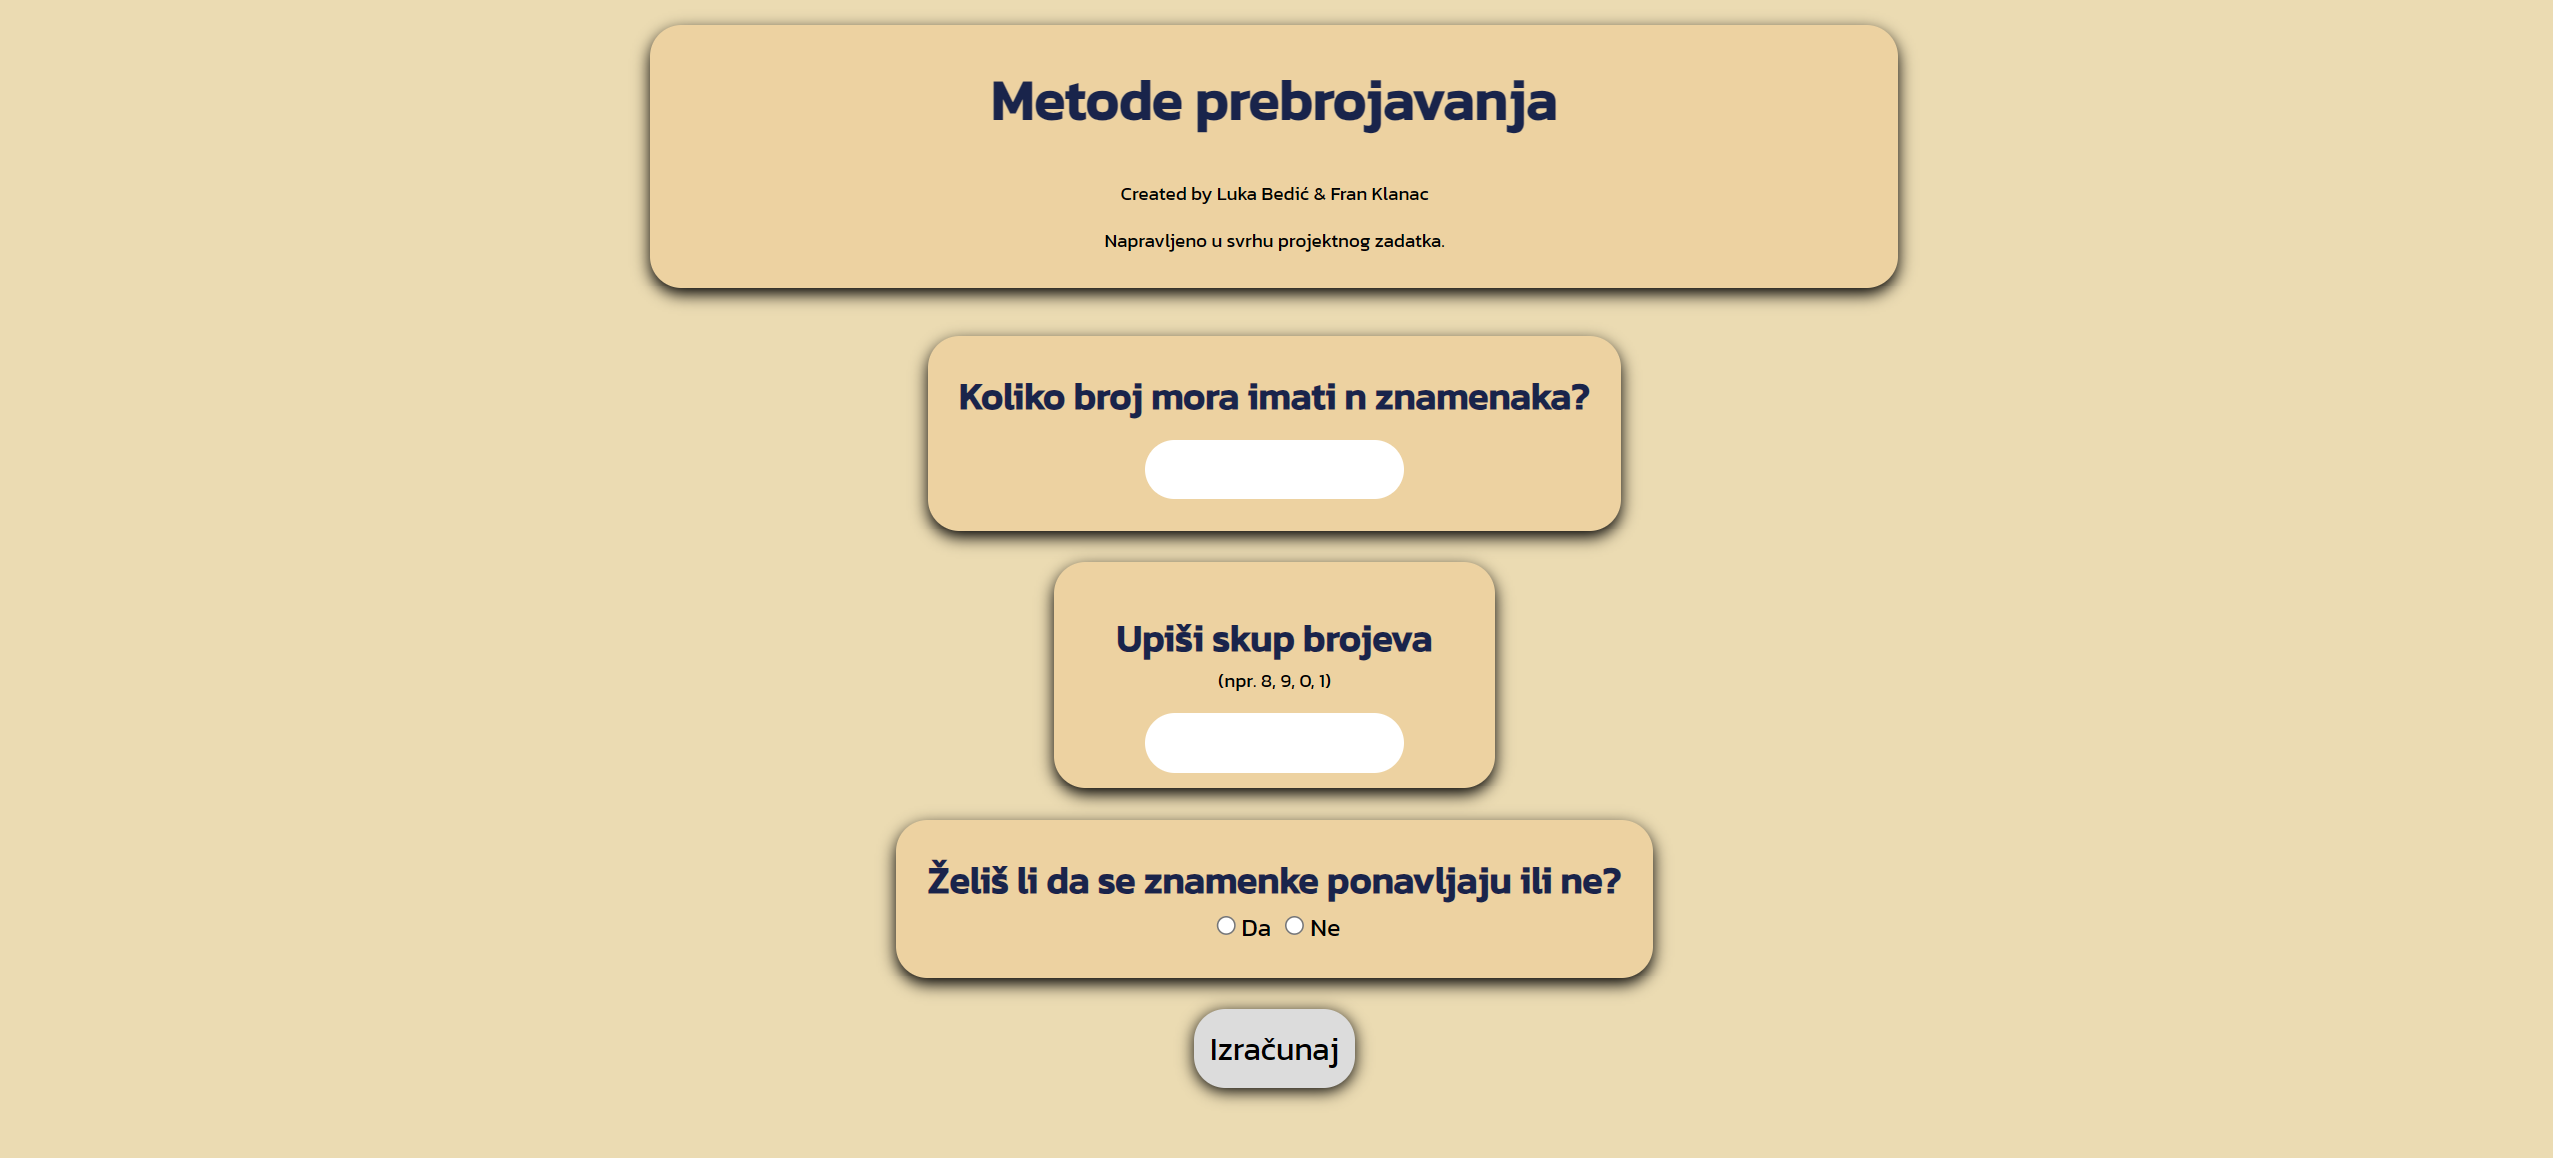 Metode prebrojavanja
Created by Luka Bedić & Fran Klanac
Napravljeno u svrhu projektnog zadatka.
Koliko broj mora imati n znamenaka?
Upiši skup brojeva
(npr. 8, 9, 0, 1)
Želiš li da se znamenke ponavljaju ili ne?
Da Ne
Izračunaj